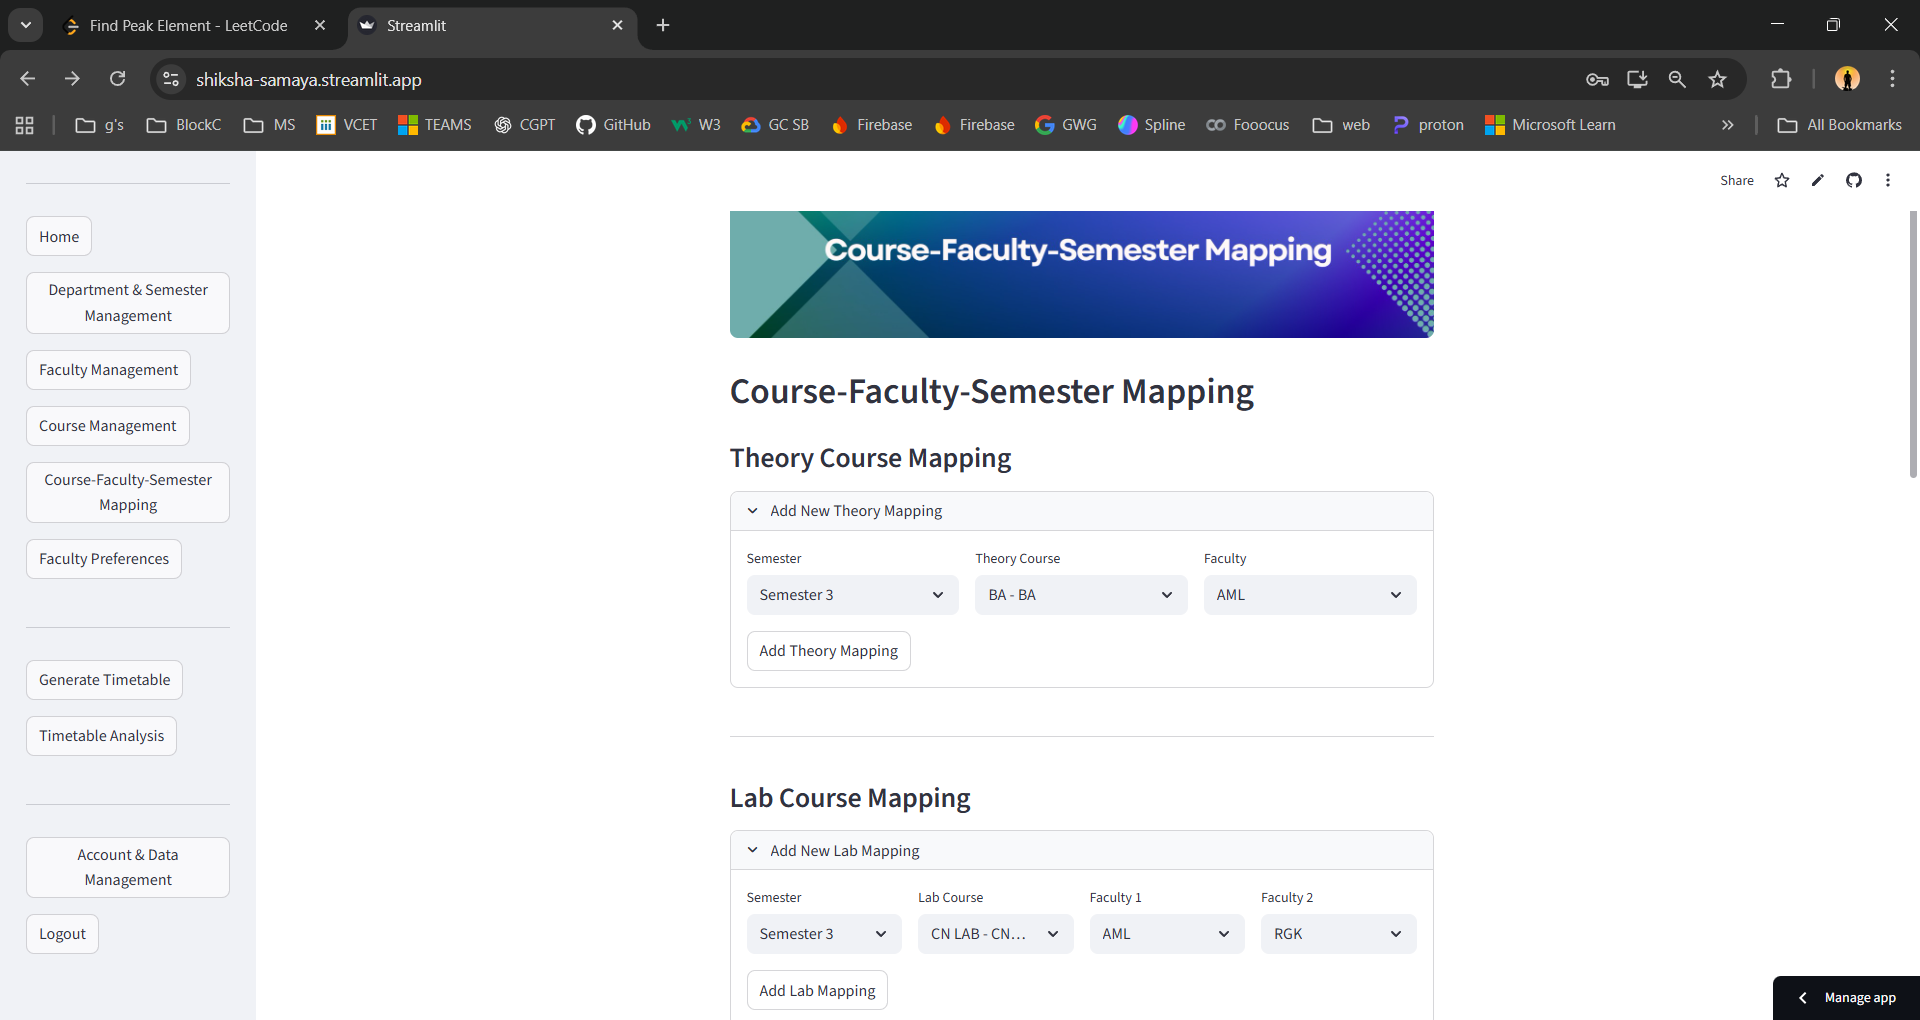 Find Peak Element - LeetCode
Streamlit
shiksha-samaya.streamlit.app
g's
BlockC
MS
VCET
TEAMS
CGPT
GitHub
W3
GC SB
Firebase
Firebase
GWG
Spline
Fooocus
web
proton
Microsoft Learn
All Bookmarks
Share
Home
Department & Semester
Management
Faculty Management
Course Management
Course-Faculty-Semester
Mapping
Faculty Preferences
Generate Timetable
Timetable Analysis
Account & Data
Management
Logout
Course-Faculty-Semester Mapping
Course-Faculty-Semester Mapping
Theory Course Mapping
Add New Theory Mapping
Semester
Theory Course
Faculty
Semester 3
BA - BA
AML
Add Theory Mapping
Lab Course Mapping
Add New Lab Mapping
Semester
Lab Course
Faculty 1
Faculty 2
Semester 3
CN LAB - CN...
AML
RGK
Add Lab Mapping
Manage app